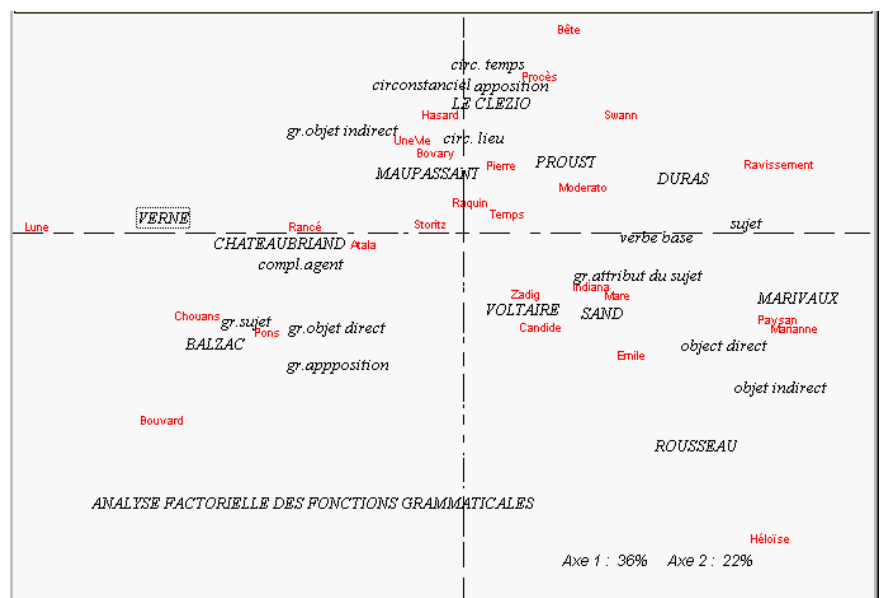 Bête
circ. temps
Procès
circonstanciel apposition
LE CLEZIO
Hasard
Swann
gr.objet indirect
UneVie
circ. lieu
Bovary
PROUST
Pierre
Ravissement
MAUPASSANT
DURAS
Moderato
Raquin
Temps
VERNE
Lune
Rancé
Storitz
sujet
verbe base
CHATEAUBRIAND
Atala
compl.agent
gr.attribut du sujet
Indiana
Zadig
Mare
MARIVAUX
VOLTAIRE
SAND
Chouans
gr.sujet
Pons
gr.objet direct
Candide
Paysan
Marianne
BALZAC
object direct
Emile
gr.appposition
objet indirect
Bouvard
ROUSSEAU
ANALYSE FACTORIELLE DES FONCTIONS GRAMMATICALES
Héloïse
Axe 1 : 36% Axe 2 : 22%